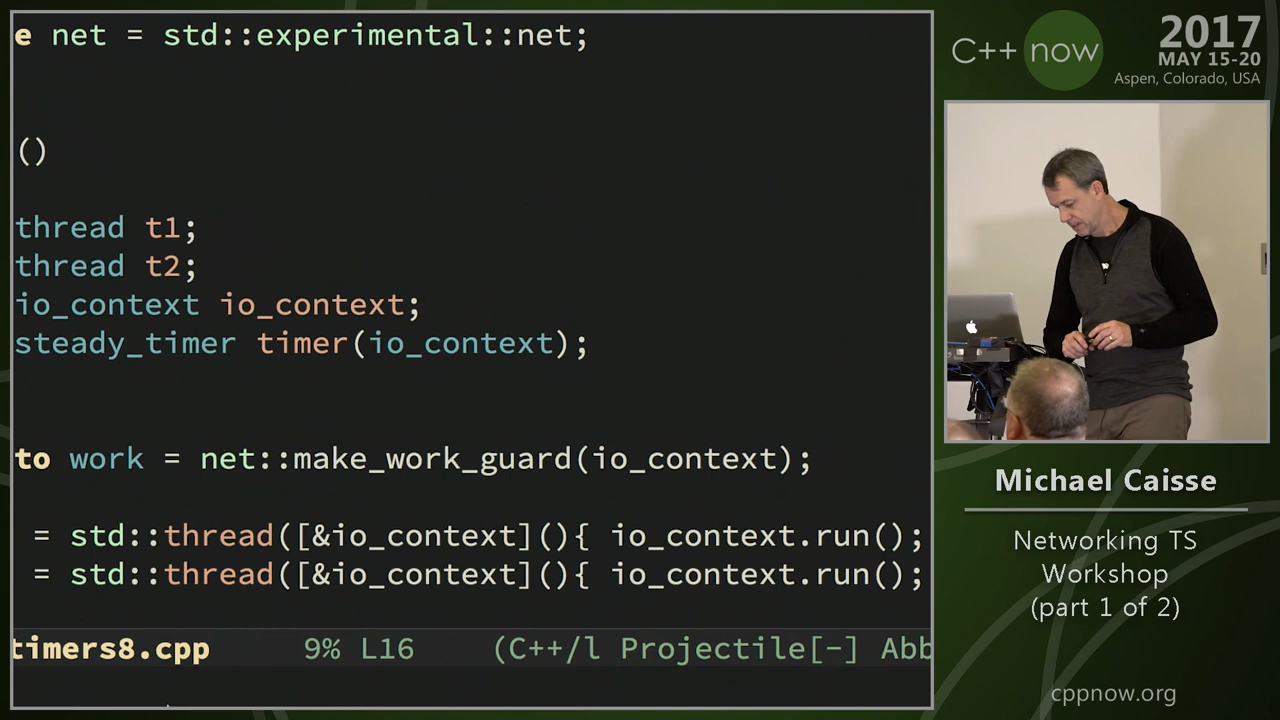 e net = std::experimental::net;
()
thread t1;
thread t2;
io_context io_context;
steady_timer timer(io_context);
to work = net::make_work_guard(io_context);
= std::thread([&io_context](){ io_context.run();
= std::thread([&io_context](){ io_context.run();
timers8.cpp 9% L16 (C++/l Projectile[-] Abb
C++ now
2017
MAY 15-20
Aspen, Colorado, USA
Michael Caisse
Networking TS
Workshop
(part 1 of 2)
cppnow.org